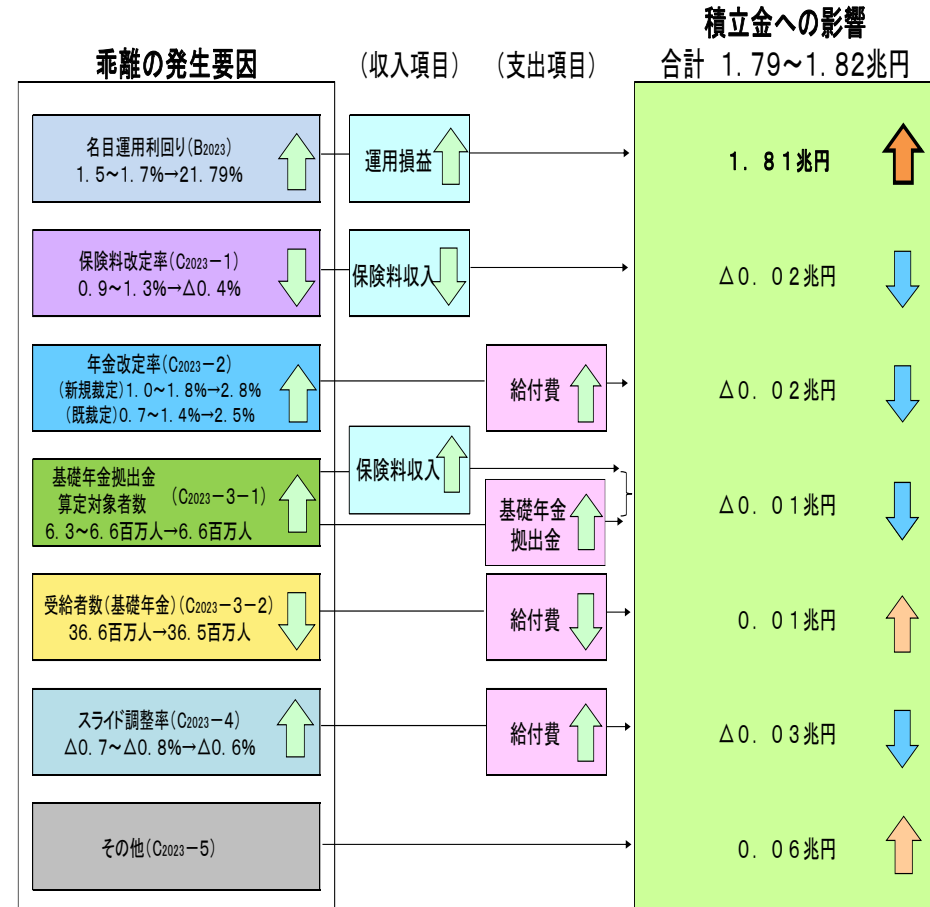 積立金への影響
乖離の発生要因 (収入項目) (支出項目) 合計 1.79～1.82兆円
名目運用利回り(B2023)
1.5～1.7%→21.79%
運用損益
1.81兆円
保険料改定率(C2023－1)
0.9～1.3%→Δ0.4%
保険料収入
Δ0.02兆円
年金改定率(C2023－2)
(新規裁定)1.0～1.8%→2.8%
(既裁定)0.7～1.4%→2.5%
給付費
Δ0.02兆円
基礎年金拠出金
算定対象者数 (C2023－3－1)
6.3～6.6百万人→6.6百万人
保険料収入
基礎年金
拠出金
Δ0.01兆円
受給者数(基礎年金)(C2023－3－2)
36.6百万人→36.5百万人
給付費
0.01兆円
スライド調整率(C2023－4)
Δ0.7～Δ0.8%→Δ0.6%
給付費
Δ0.03兆円
その他(C2023－5)
0.06兆円